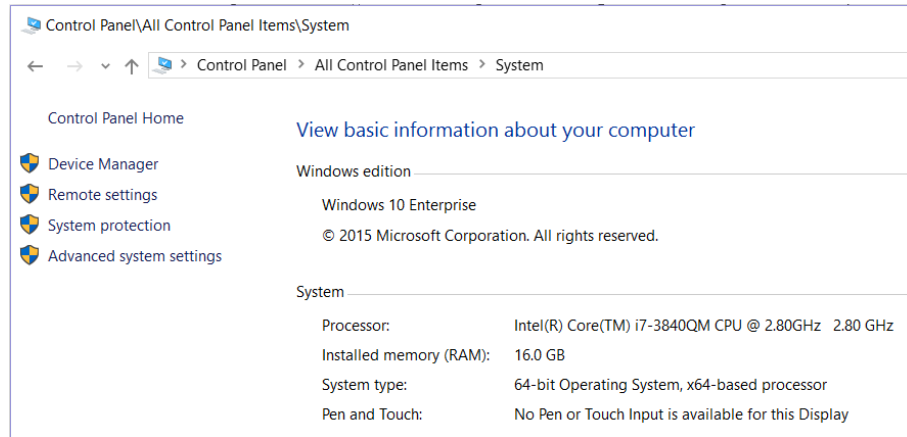 Control Panel\All Control Panel Items\System
Control Panel > All Control Panel Items > System
Control Panel Home
Device Manager
Remote settings
System protection
Advanced system settings
View basic information about your computer
Windows edition
Windows 10 Enterprise
© 2015 Microsoft Corporation. All rights reserved.
System
Processor: Intel(R) Core(TM) i7-3840QM CPU @ 2.80GHz 2.80 GHz
Installed memory (RAM): 16.0 GB
System type: 64-bit Operating System, x64-based processor
Pen and Touch: No Pen or Touch Input is available for this Display